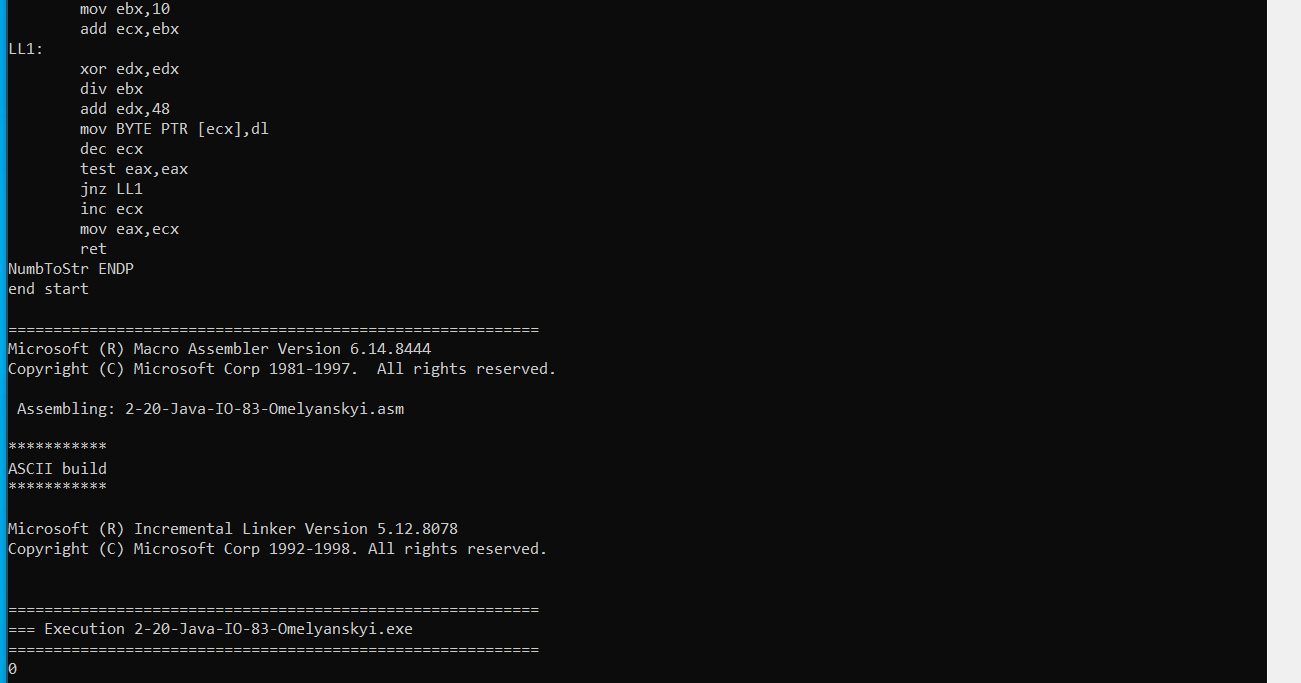 mov ebx,10
add ecx,ebx
LL1:
xor edx,edx
div ebx
add edx,48
mov BYTE PTR [ecx],dl
dec ecx
test eax,eax
jnz LL1
inc ecx
mov eax,ecx
ret
NumbToStr ENDP
end start
===========================================================
Microsoft (R) Macro Assembler Version 6.14.8444
Copyright (C) Microsoft Corp 1981-1997.  All rights reserved.
Assembling: 2-20-Java-IO-83-Omelyanskyi.asm
***********
ASCII build
***********
Microsoft (R) Incremental Linker Version 5.12.8078
Copyright (C) Microsoft Corp 1992-1998. All rights reserved.
===========================================================
=== Execution 2-20-Java-IO-83-Omelyanskyi.exe
===========================================================
0